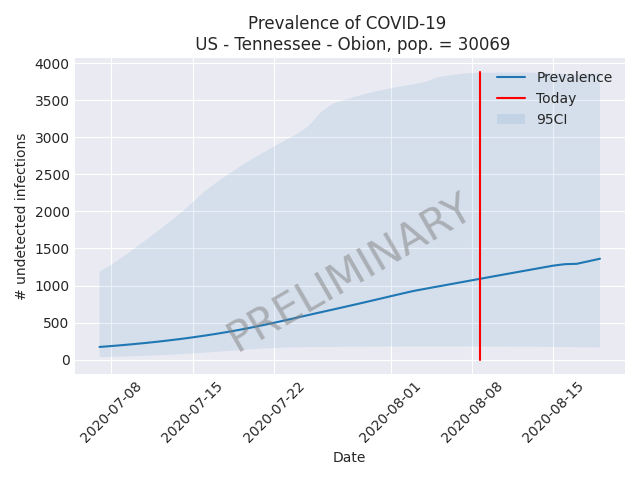 Prevalence of COVID-19
US - Tennessee - Obion, pop. = 30069
# undetected infections
4000
3500
3000
2500
2000
1500
1000
500
0
Prevalence
Today
95CI
PRELIMINARY
2020-07-08
2020-07-15
2020-07-22
2020-08-01
2020-08-08
2020-08-15
Date